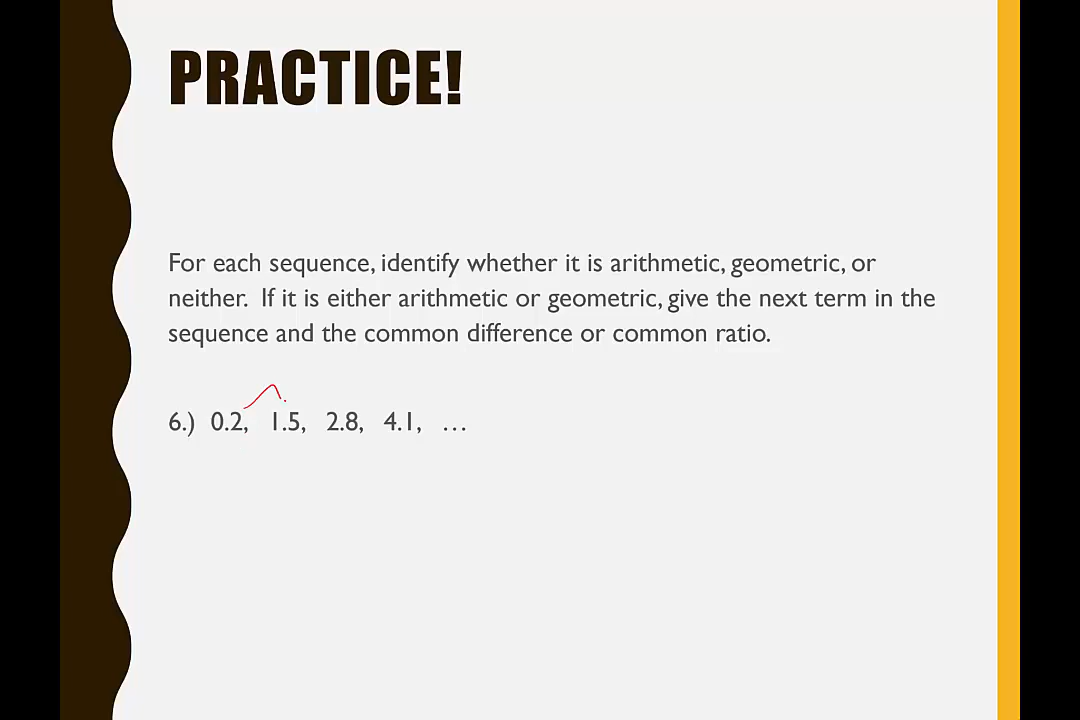 PRACTICE!
For each sequence, identify whether it is arithmetic, geometric, or
neither.  If it is either arithmetic or geometric, give the next term in the
sequence and the common difference or common ratio.
6.)  0.2,   1.5,   2.8,   4.1,   …